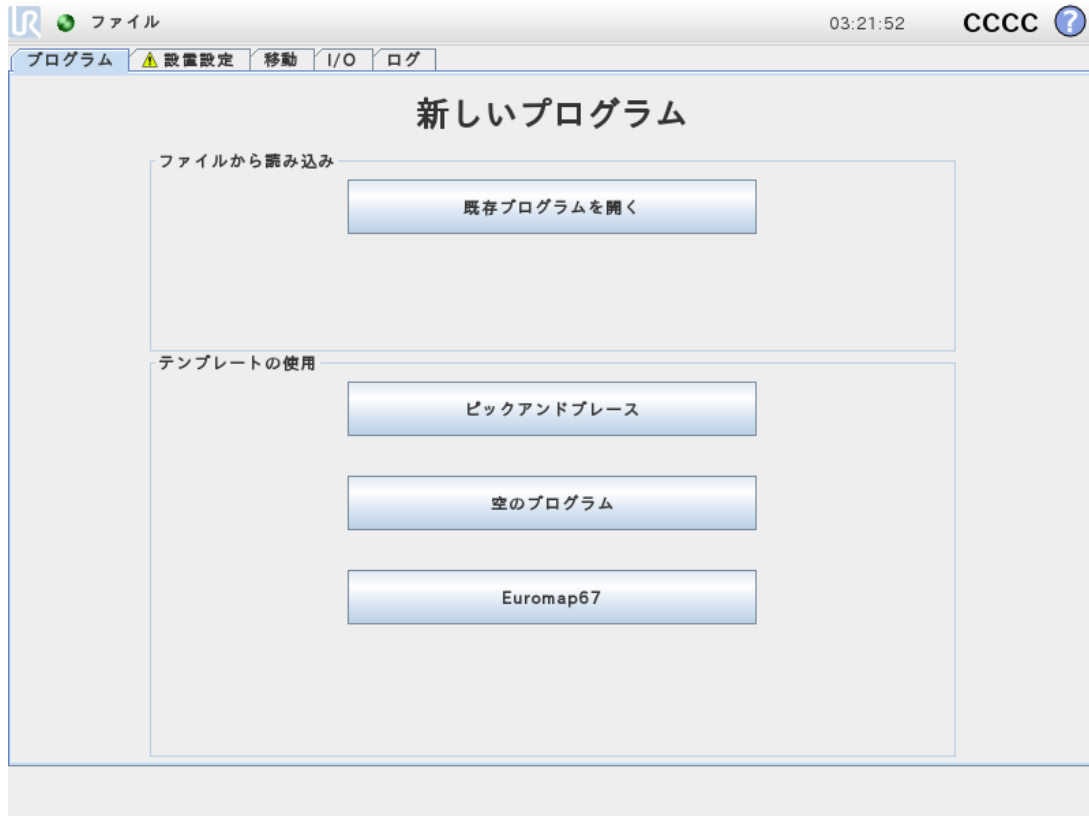 UR ファイル 03:21:52 CCCC ?
プログラム 設置設定 移動 I/O ログ
新しいプログラム
ファイルから読み込み
既存プログラムを開く
テンプレートの使用
ピックアンドプレース
空のプログラム
Euromap67